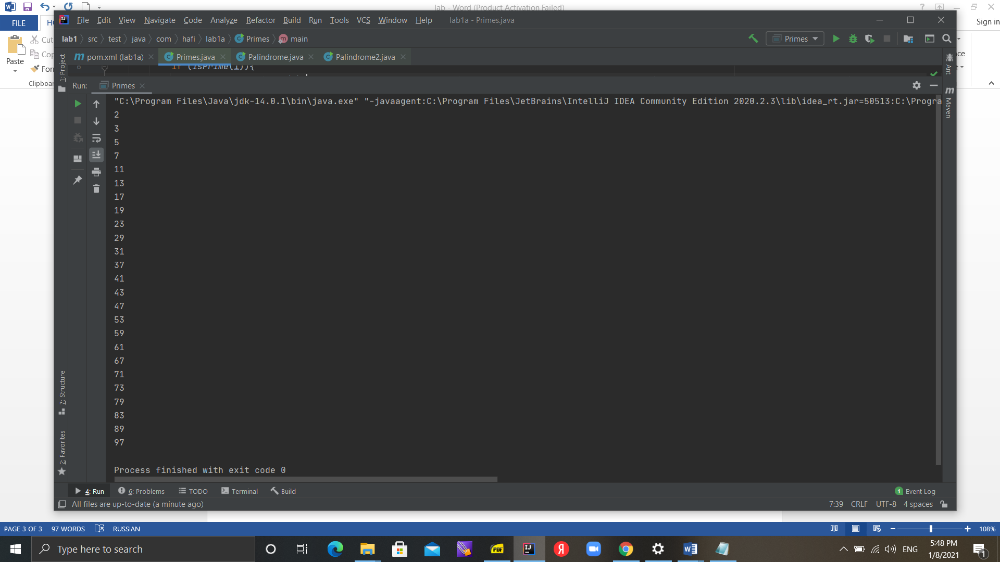 lab - Word (Product Activation Failed)
FILE
Sign in
File Edit View Navigate Code Analyze Refactor Build Run Tools VCS Window Help lab1a - Primes.java
lab1 src test java com hafi lab1a Primes main
Primes
Cut
Paste
Clipboar
pom.xml (lab1a) Primes.java Palindrome.java Palindrome2.java
6 if (isPrime(i)){
1: Project
Ant
Maven
Run: Primes
"C:\Program Files\Java\jdk-14.0.1\bin\java.exe" "-javaagent:C:\Program Files\JetBrains\IntelliJ IDEA Community Edition 2020.2.3\lib\idea_rt.jar=50513:C:\Progra
2
3
5
7
11
13
17
19
23
29
31
37
41
43
47
53
59
61
67
71
73
79
83
89
97
Process finished with exit code 0
7: Structure
2: Favorites
4: Run 6: Problems TODO Terminal Build 1 Event Log
All files are up-to-date (a minute ago) 7:39 CRLF UTF-8 4 spaces
PAGE 3 OF 3 97 WORDS RUSSIAN 108%
Type here to search
PDF
IJ
Я
ENG
5:48 PM
1/8/2021
1